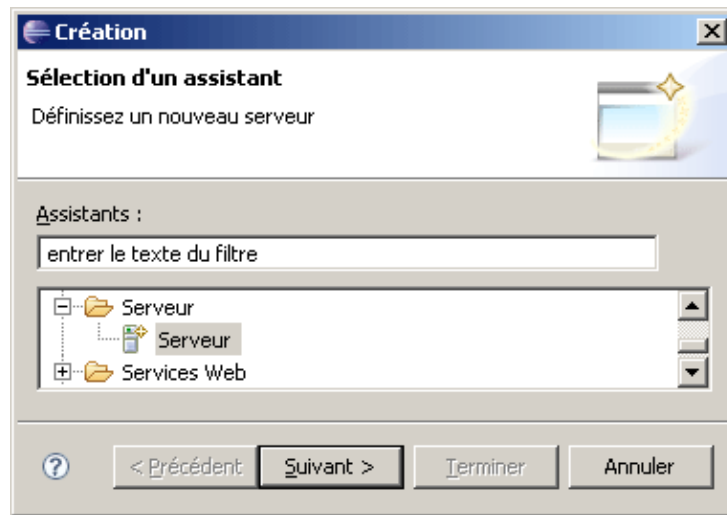 Création
Sélection d'un assistant
Définissez un nouveau serveur
Assistants :
entrer le texte du filtre
Serveur
Serveur
Services Web
< Précédent Suivant > Terminer Annuler